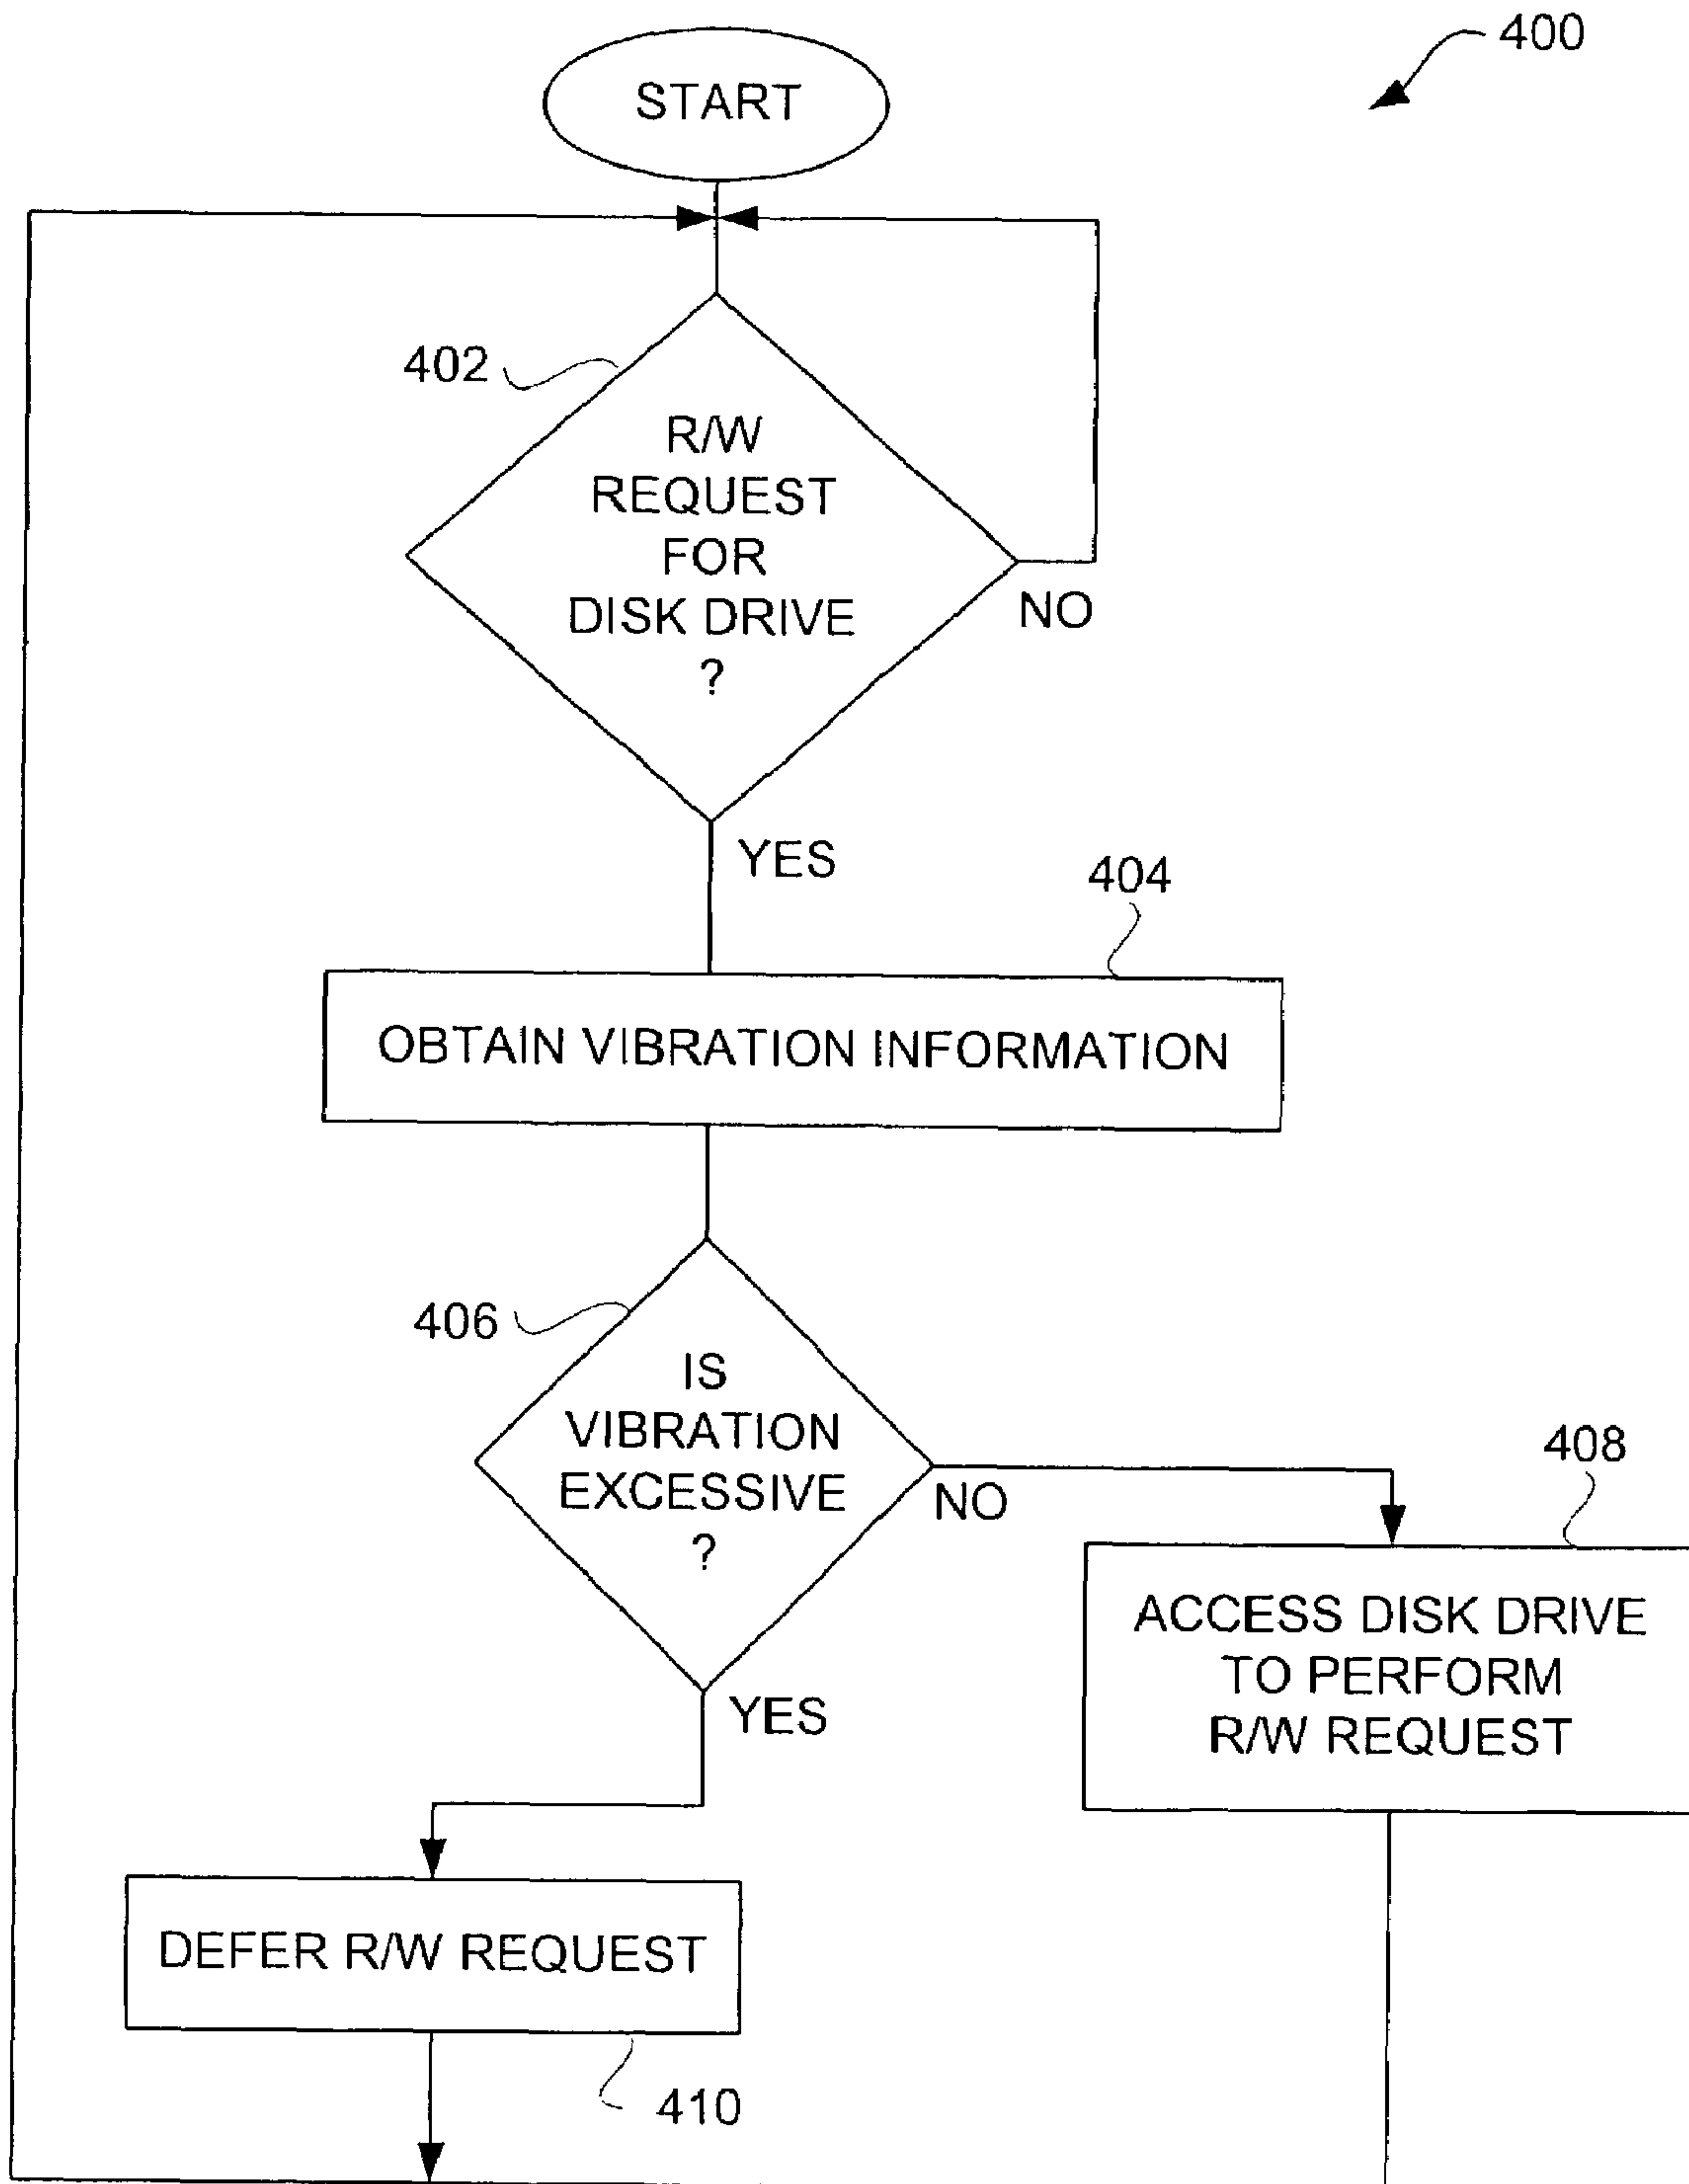 400
START
402
R/W
REQUEST
FOR
DISK DRIVE
?
NO
YES
404
OBTAIN VIBRATION INFORMATION
406
IS
VIBRATION
EXCESSIVE
?
NO
YES
408
ACCESS DISK DRIVE
TO PERFORM
R/W REQUEST
DEFER R/W REQUEST
410